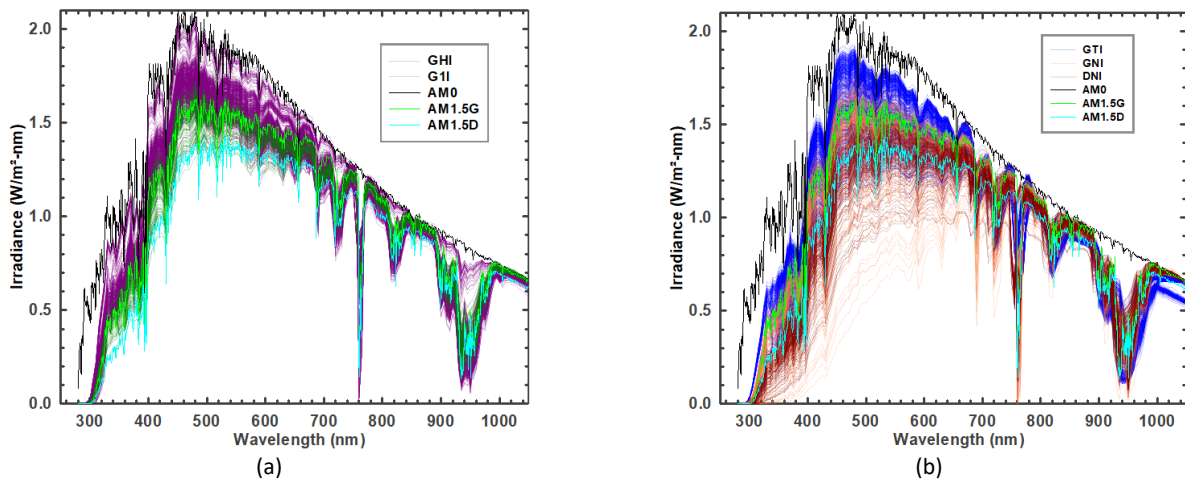 2.0
1.5
1.0
0.5
0.0
Irradiance (W/m²-nm)
GHI
G1I
AM0
AM1.5G
AM1.5D
300 400 500 600 700 800 900 1000
Wavelength (nm)
(a)
2.0
1.5
1.0
0.5
0.0
Irradiance (W/m²-nm)
GTI
GNI
DNI
AM0
AM1.5G
AM1.5D
300 400 500 600 700 800 900 1000
Wavelength (nm)
(b)